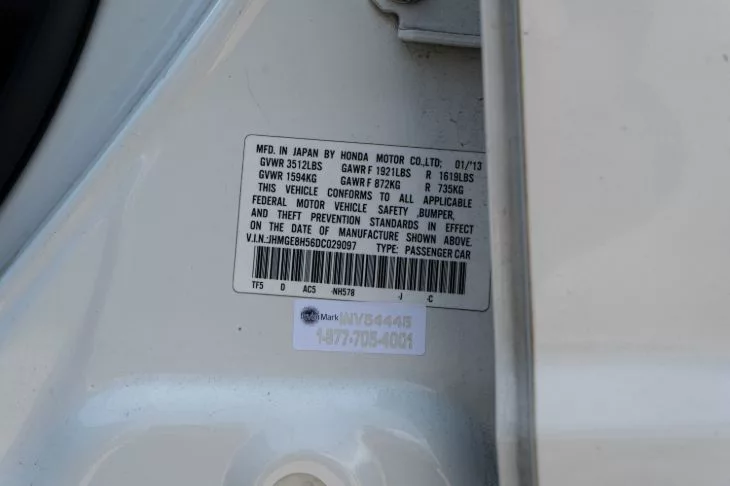 MFD. IN JAPAN BY HONDA MOTOR CO.,LTD; 01/'13
GVWR 3512LBS GAWR F 1921LBS R 1619LBS
GVWR 1594KG GAWR F 872KG R 735KG
THIS VEHICLE CONFORMS TO ALL APPLICABLE
FEDERAL MOTOR VEHICLE SAFETY ,BUMPER,
AND THEFT PREVENTION STANDARDS IN EFFECT
ON THE DATE OF MANUFACTURE SHOWN ABOVE.
V.I.N.:JHMGE8H56DC029097 TYPE: PASSENGER CAR
TF5 D AC5 -NH578 -J -C
Mark
1-877-705-4001